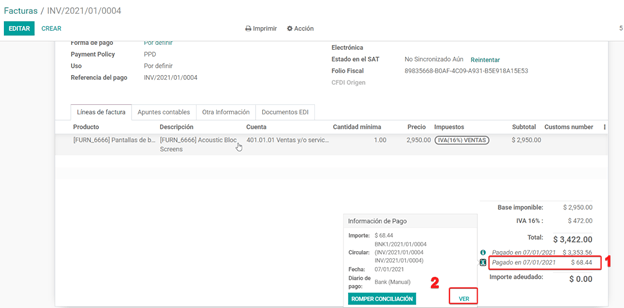 Facturas / INV/2021/01/0004
EDITAR CREAR Imprimir Acción 5
Forma de pago Por definir
Payment Policy PPD
Uso Por definir
Referencia del pago INV/2021/01/0004
Electrónica
Estado en el SAT No Sincronizado Aún Reintentar
Folio Fiscal 89835668-B0AF-4C09-A931-B5E918A15E53
CFDI Origen
Líneas de factura Apuntes contables Otra Información Documentos EDI
Producto Descripción Cuenta Cantidad mínima Precio Impuestos Subtotal Customs number
[FURN_6666] Pantallas de b... [FURN_6666] Acoustic Bloc 401.01.01 Ventas y/o servic... 1.00 2,950.00 IVA(16%) VENTAS $ 2,950.00
Screens
Base imponible: $ 2,950.00
IVA 16% : $ 472.00
Total: $ 3,422.00
Pagado en 07/01/2021 $ 3,353.56
Pagado en 07/01/2021 $ 68.44 1
Importe adeudado: $ 0.00
Información de Pago
Importe: $ 68.44
BNK1/2021/01/0004
Circular: (INV/2021/01/0004
INV/2021/01/0004)
Fecha: 07/01/2021
Diario de Bank (Manual)
pago:
2
ROMPER CONCILIACIÓN VER